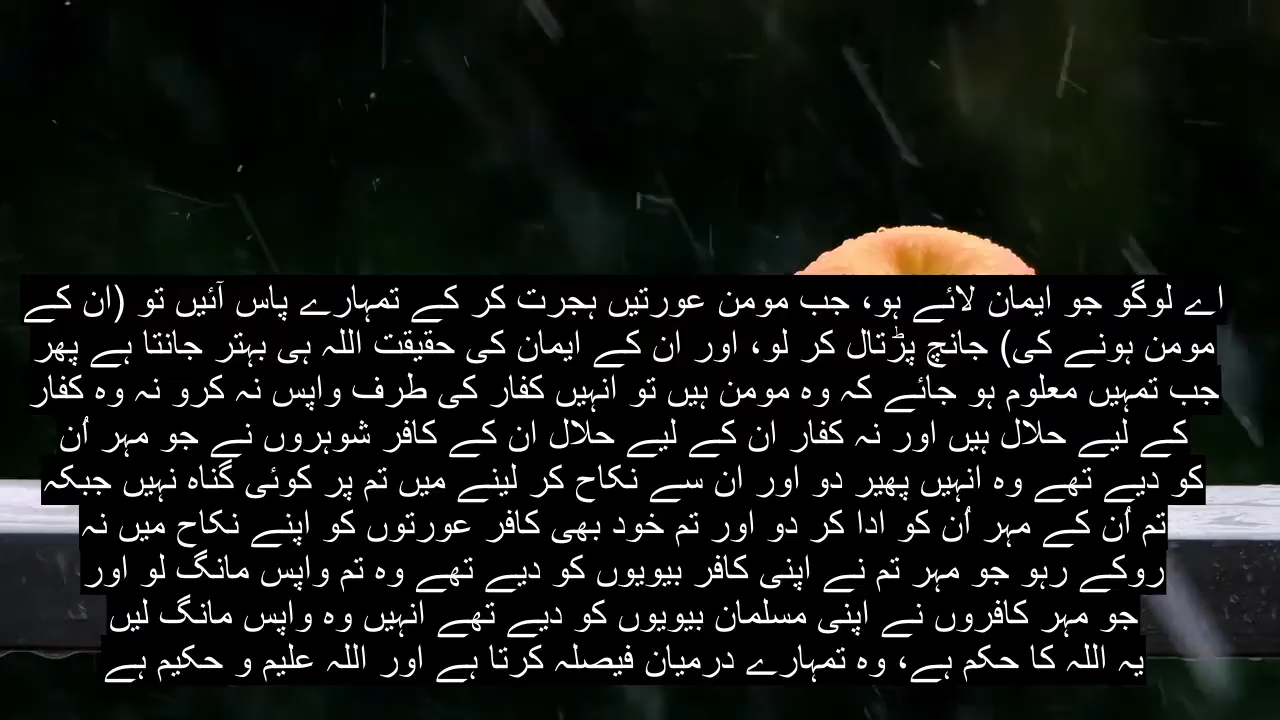 اے لوگو جو ایمان لائے ہو، جب مومن عورتیں ہجرت کر کے تمہارے پاس آئیں تو (ان کے
مومن ہونے کی) جانچ پڑتال کر لو، اور ان کے ایمان کی حقیقت اللہ ہی بہتر جانتا ہے پھر
جب تمہیں معلوم ہو جائے کہ وہ مومن ہیں تو انہیں کفار کی طرف واپس نہ کرو نہ وہ کفار
کے لیے حلال ہیں اور نہ کفار ان کے لیے حلال ان کے کافر شوہروں نے جو مہر اُن
کو دیے تھے وہ انہیں پھیر دو اور ان سے نکاح کر لینے میں تم پر کوئی گناہ نہیں جبکہ
تم اُن کے مہر اُن کو ادا کر دو اور تم خود بھی کافر عورتوں کو اپنے نکاح میں نہ
روکے رہو جو مہر تم نے اپنی کافر بیویوں کو دیے تھے وہ تم واپس مانگ لو اور
جو مہر کافروں نے اپنی مسلمان بیویوں کو دیے تھے انہیں وہ واپس مانگ لیں
یہ اللہ کا حکم ہے، وہ تمہارے درمیان فیصلہ کرتا ہے اور اللہ علیم و حکیم ہے